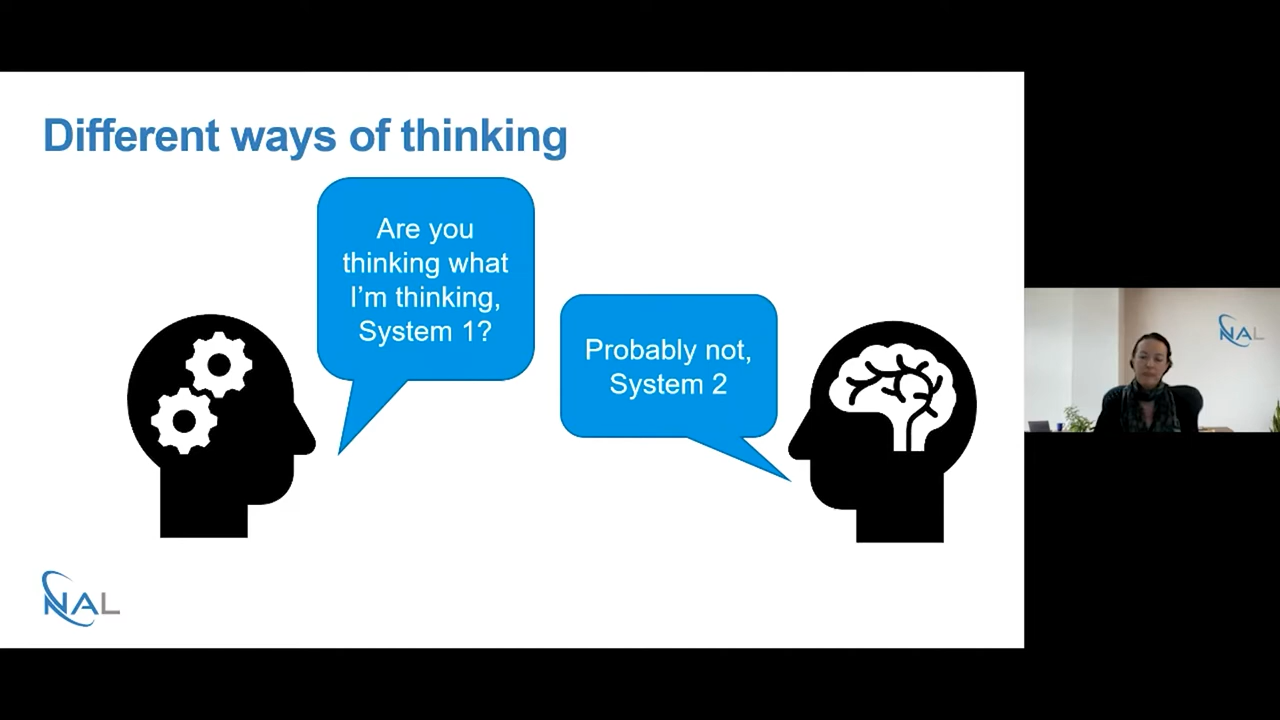 Different ways of thinking
Are you
thinking what
I'm thinking,
System 1?
Probably not,
System 2
NAL
NAL